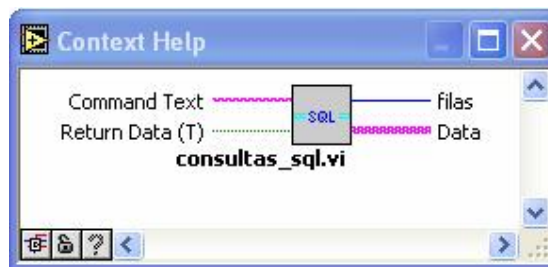 Context Help
Command Text
filas
SQL
Return Data (T)
Data
consultas_sql.vi
?